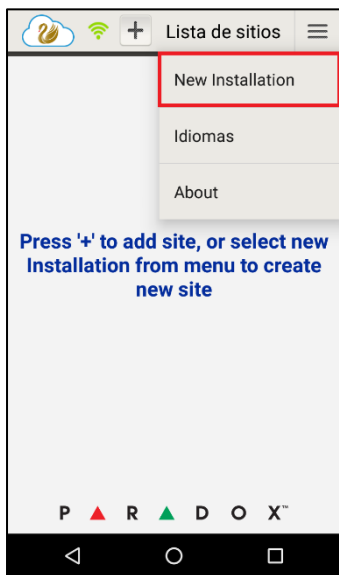 Lista de sitios
New Installation
Idiomas
About
Press '+' to add site, or select new
Installation from menu to create
new site
PARADOX™